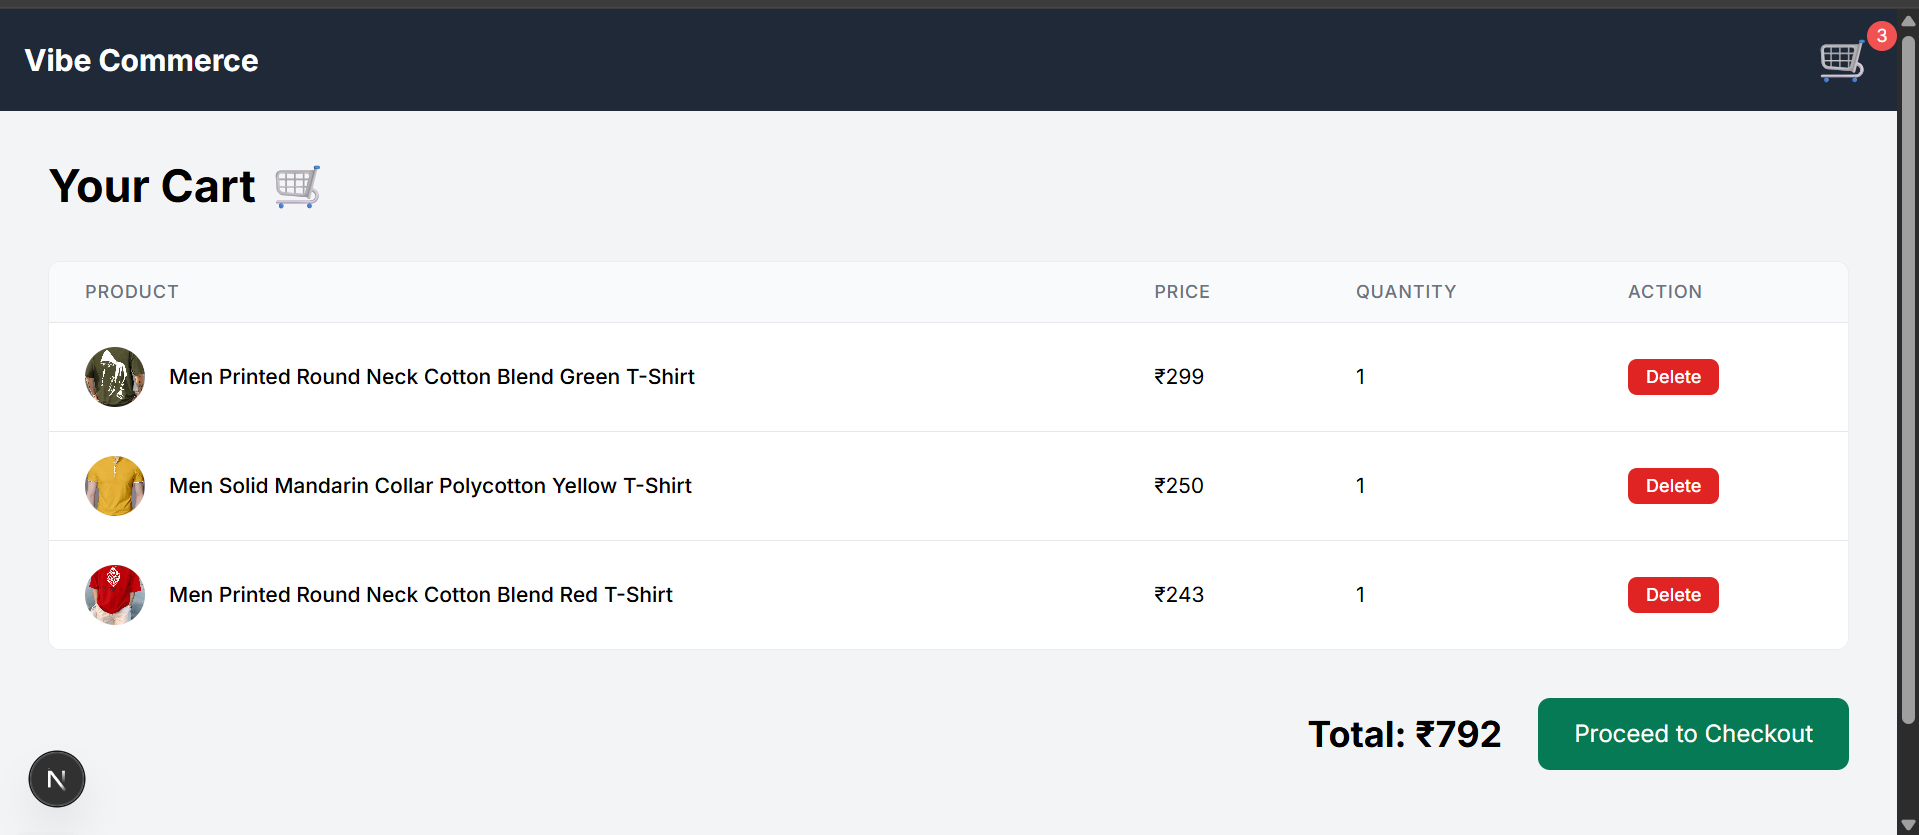 Vibe Commerce
3
Your Cart
PRODUCT PRICE QUANTITY ACTION
Men Printed Round Neck Cotton Blend Green T-Shirt ₹299 1 Delete
Men Solid Mandarin Collar Polycotton Yellow T-Shirt ₹250 1 Delete
Men Printed Round Neck Cotton Blend Red T-Shirt ₹243 1 Delete
Total: ₹792 Proceed to Checkout
N